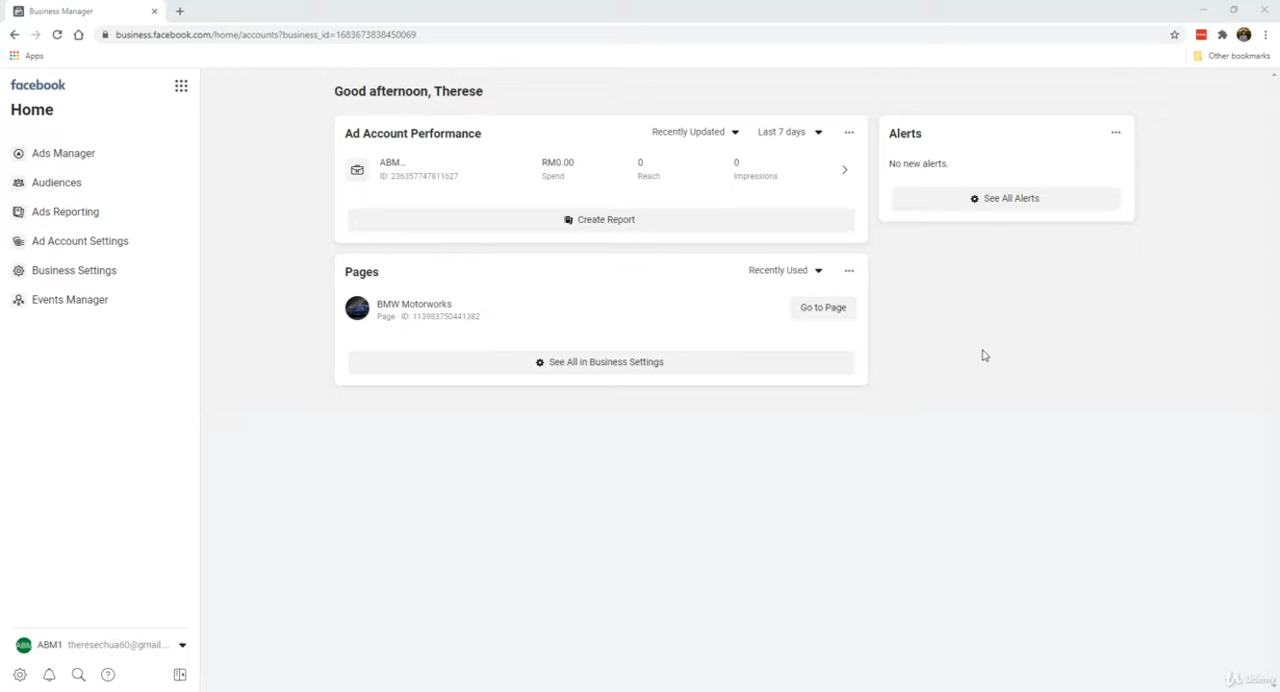 Business Manager
business.facebook.com/home/accounts?business_id=1683673838450069
Apps
Other bookmarks
facebook
Home
Ads Manager
Audiences
Ads Reporting
Ad Account Settings
Business Settings
Events Manager
Good afternoon, Therese
Ad Account Performance
Recently Updated
Last 7 days
ABM...
RM0.00
0
0
ID: 236357747811627
Spend
Reach
Impressions
Create Report
Alerts
No new alerts.
See All Alerts
Pages
Recently Used
BMW Motorworks
Page · ID: 113983750441382
Go to Page
See All in Business Settings
ABM ABM1 theresechua60@gmail...
Udemy